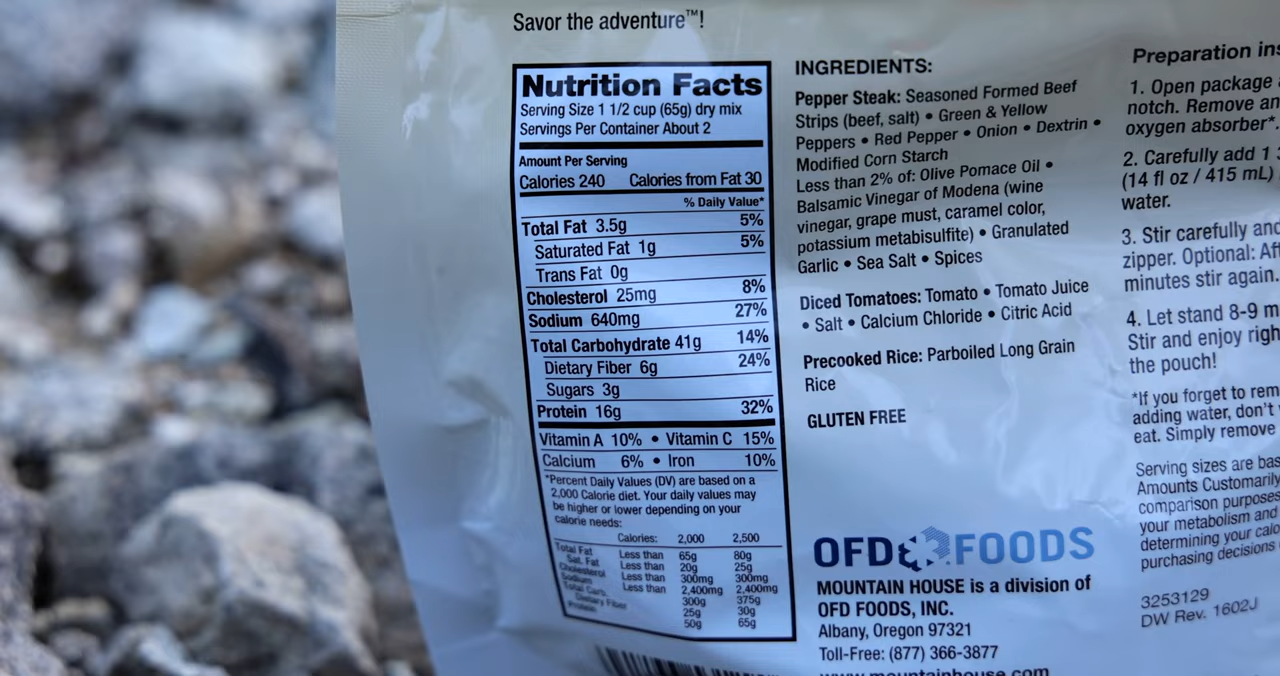 Savor the adventure™!
Nutrition Facts
Serving Size 1 1/2 cup (65g) dry mix
Servings Per Container About 2
Amount Per Serving
Calories 240 Calories from Fat 30
% Daily Value*
Total Fat 3.5g 5%
Saturated Fat 1g 5%
Trans Fat 0g
Cholesterol 25mg 8%
Sodium 640mg 27%
Total Carbohydrate 41g 14%
Dietary Fiber 6g 24%
Sugars 3g
Protein 16g 32%
Vitamin A 10% • Vitamin C 15%
Calcium 6% • Iron 10%
*Percent Daily Values (DV) are based on a
2,000 Calorie diet. Your daily values may
be higher or lower depending on your
calorie needs:
Calories: 2,000 2,500
Total Fat Less than 65g 80g
Sat. Fat Less than 20g 25g
Cholesterol Less than 300mg 300mg
Sodium Less than 2,400mg 2,400mg
Total Carb. 300g 375g
Dietary Fiber 25g 30g
Protein 50g 65g
INGREDIENTS:
Pepper Steak: Seasoned Formed Beef
Strips (beef, salt) • Green & Yellow
Peppers • Red Pepper • Onion • Dextrin •
Modified Corn Starch
Less than 2% of: Olive Pomace Oil •
Balsamic Vinegar of Modena (wine
vinegar, grape must, caramel color,
potassium metabisulfite) • Granulated
Garlic • Sea Salt • Spices
Diced Tomatoes: Tomato • Tomato Juice
• Salt • Calcium Chloride • Citric Acid
Precooked Rice: Parboiled Long Grain
Rice
GLUTEN FREE
OFD FOODS
MOUNTAIN HOUSE is a division of
OFD FOODS, INC.
Albany, Oregon 97321
Toll-Free: (877) 366-3877
www.mountainhouse.com
Preparation ins
1. Open package
notch. Remove an
oxygen absorber*.
2. Carefully add 1
(14 fl oz / 415 mL)
water.
3. Stir carefully and
zipper. Optional: Aft
minutes stir again.
4. Let stand 8-9 m
Stir and enjoy righ
the pouch!
*If you forget to rem
adding water, don't
eat. Simply remove
Serving sizes are bas
Amounts Customarily
comparison purposes
your metabolism and
determining your calo
purchasing decisions
3253129
DW Rev. 1602J